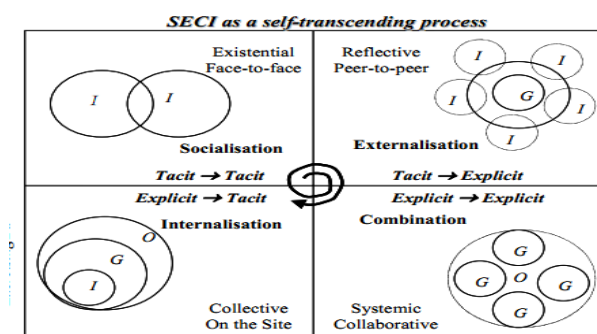 SECI as a self-transcending process
Existential
Face-to-face
I
I
Socialisation
Tacit → Tacit
Reflective
Peer-to-peer
I
I
I
G
I
I
Externalisation
Tacit → Explicit
Explicit → Tacit
Internalisation
O
G
I
Collective
On the Site
Explicit → Explicit
Combination
G
G
O
G
G
Systemic
Collaborative